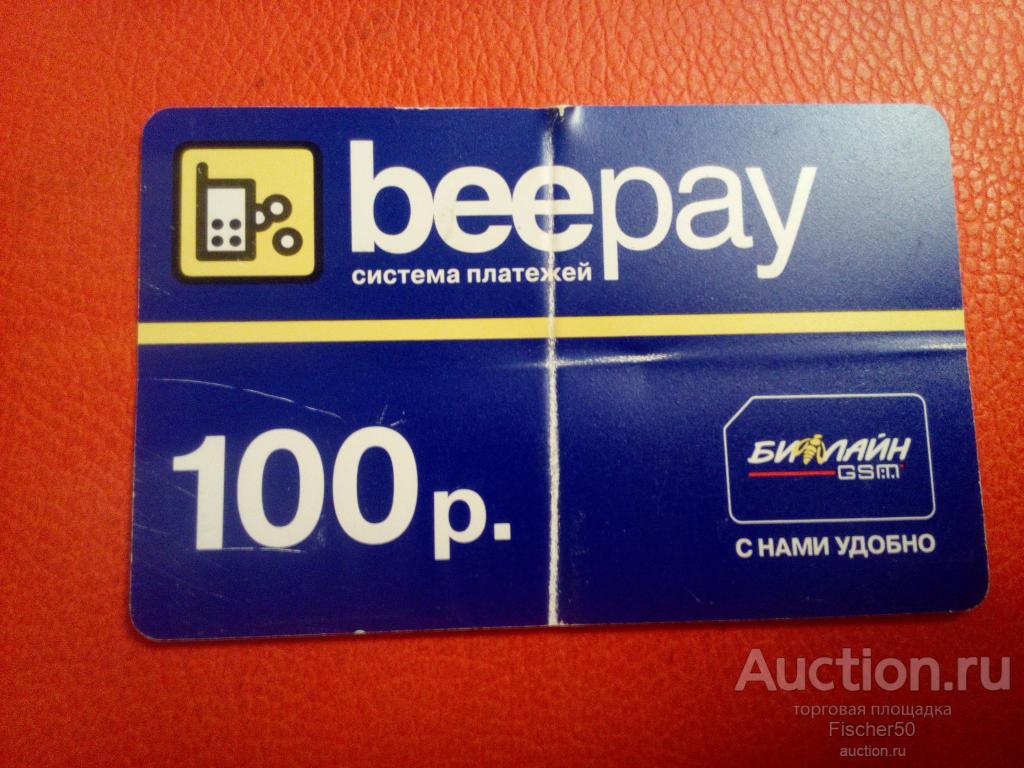 beepay
система платежей
100 р.
БИЛАЙН
GSM
С НАМИ УДОБНО
Auction.ru
торговая площадка
Fischer50
auction.ru